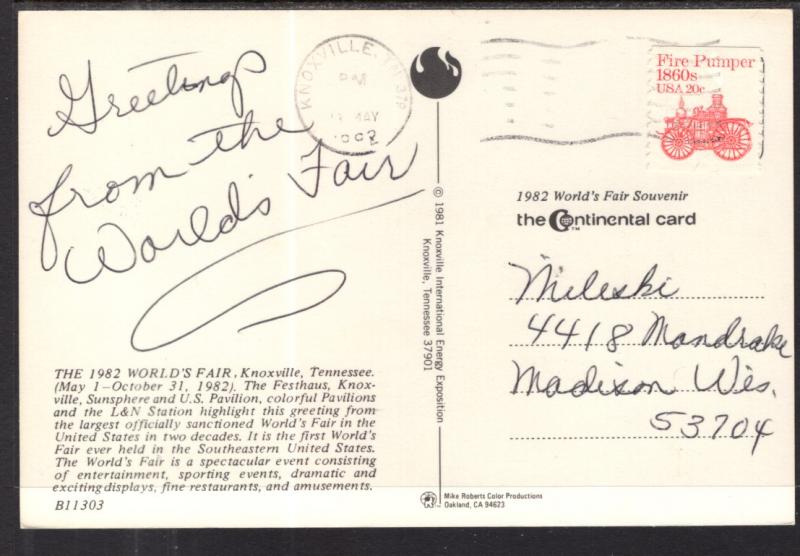 Greetings
from the
World's Fair
KNOXVILLE, TN 379
PM
MAY
1982
Fire Pumper
1860s
USA 20c
1982 World's Fair Souvenir
the Continental card
TM
Mileski
4418 Mandrake
Madison Wis.
53704
© 1981 Knoxville International Energy Exposition
Knoxville, Tennessee 37901
THE 1982 WORLD'S FAIR, Knoxville, Tennessee.
(May 1-October 31, 1982). The Festhaus, Knox-
ville, Sunsphere and U.S. Pavilion, colorful Pavilions
and the L&N Station highlight this greeting from
the largest officially sanctioned World's Fair in the
United States in two decades. It is the first World's
Fair ever held in the Southeastern United States.
The World's Fair is a spectacular event consisting
of entertainment, sporting events, dramatic and
exciting displays, fine restaurants, and amusements.
B11303
Mike Roberts Color Productions
Oakland, CA 94623